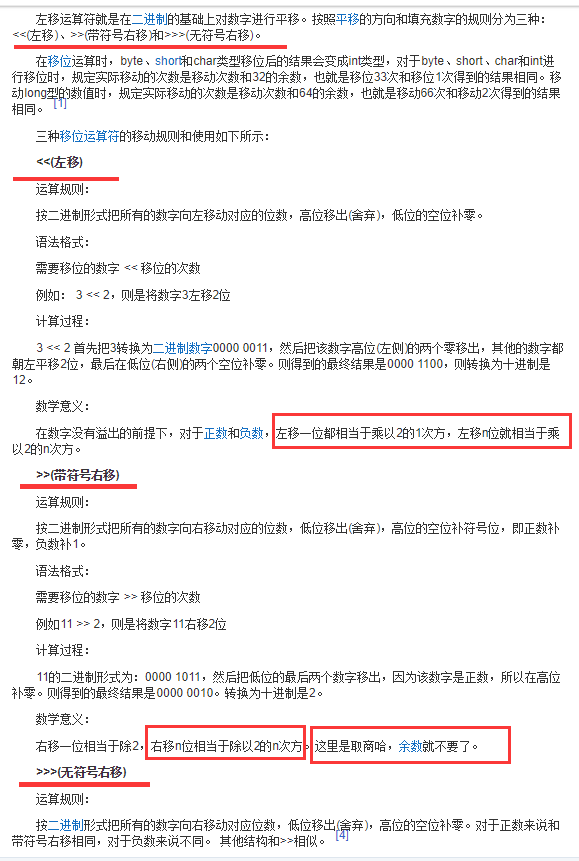 左移运算符就是在二进制的基础上对数字进行平移。按照平移的方向和填充数字的规则分为三种：
<<(左移)、>>(带符号右移)和>>>(无符号右移)。
在移位运算时，byte、short和char类型移位后的结果会变成int类型，对于byte、short、char和int进
行移位时，规定实际移动的次数是移动次数和32的余数，也就是移位33次和移位1次得到的结果相同。移
动long型的数值时，规定实际移动的次数是移动次数和64的余数，也就是移动66次和移动2次得到的结果
相同。 [1]
三种移位运算符的移动规则和使用如下所示：
<<(左移)
运算规则：
按二进制形式把所有的数字向左移动对应的位数，高位移出(舍弃)，低位的空位补零。
语法格式：
需要移位的数字 << 移位的次数
例如： 3 << 2，则是将数字3左移2位
计算过程：
3 << 2 首先把3转换为二进制数字0000 0011，然后把该数字高位(左侧)的两个零移出，其他的数字都
朝左平移2位，最后在低位(右侧)的两个空位补零。则得到的最终结果是0000 1100，则转换为十进制是
12。
数学意义：
在数字没有溢出的前提下，对于正数和负数，左移一位都相当于乘以2的1次方，左移n位就相当于乘
以2的n次方。
>>(带符号右移)
运算规则：
按二进制形式把所有的数字向右移动对应的位数，低位移出(舍弃)，高位的空位补符号位，即正数补
零，负数补1。
语法格式：
需要移位的数字 >> 移位的次数
例如11 >> 2，则是将数字11右移2位
计算过程：
11的二进制形式为：0000 1011，然后把低位的最后两个数字移出，因为该数字是正数，所以在高位
补零。则得到的最终结果是0000 0010。转换为十进制是2。
数学意义：
右移一位相当于除2，右移n位相当于除以2的n次方。这里是取商哈，余数就不要了。
>>>(无符号右移)
运算规则：
按二进制形式把所有的数字向右移动对应位数，低位移出(舍弃)，高位的空位补零。对于正数来说和
带符号右移相同，对于负数来说不同。 其他结构和>>相似。 [4]